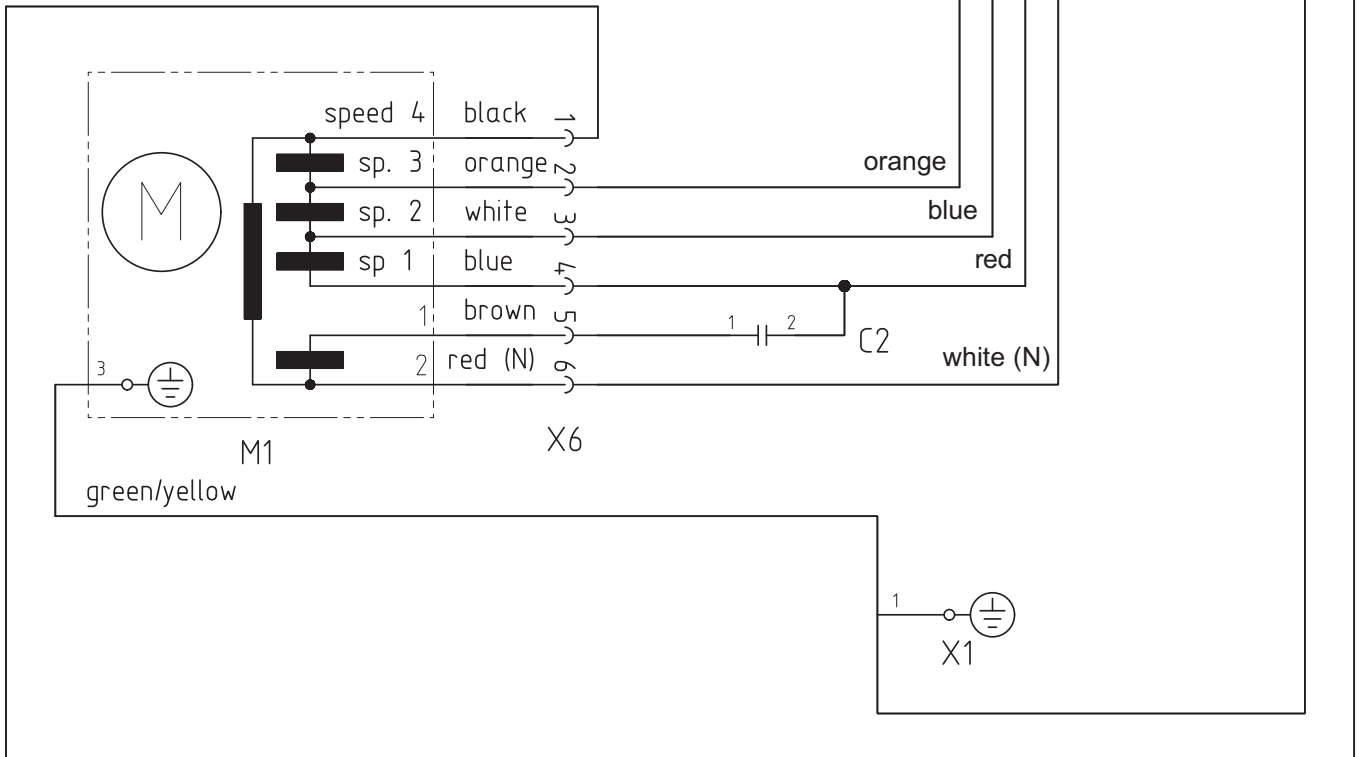 speed 4 black 1
sp. 3 orange 2 orange
sp. 2 white 3 blue
sp 1 blue 4 red
1 brown 5 1 2 C2
2 red (N) 6 white (N)
M
3
M1 X6
green/yellow
1
X1